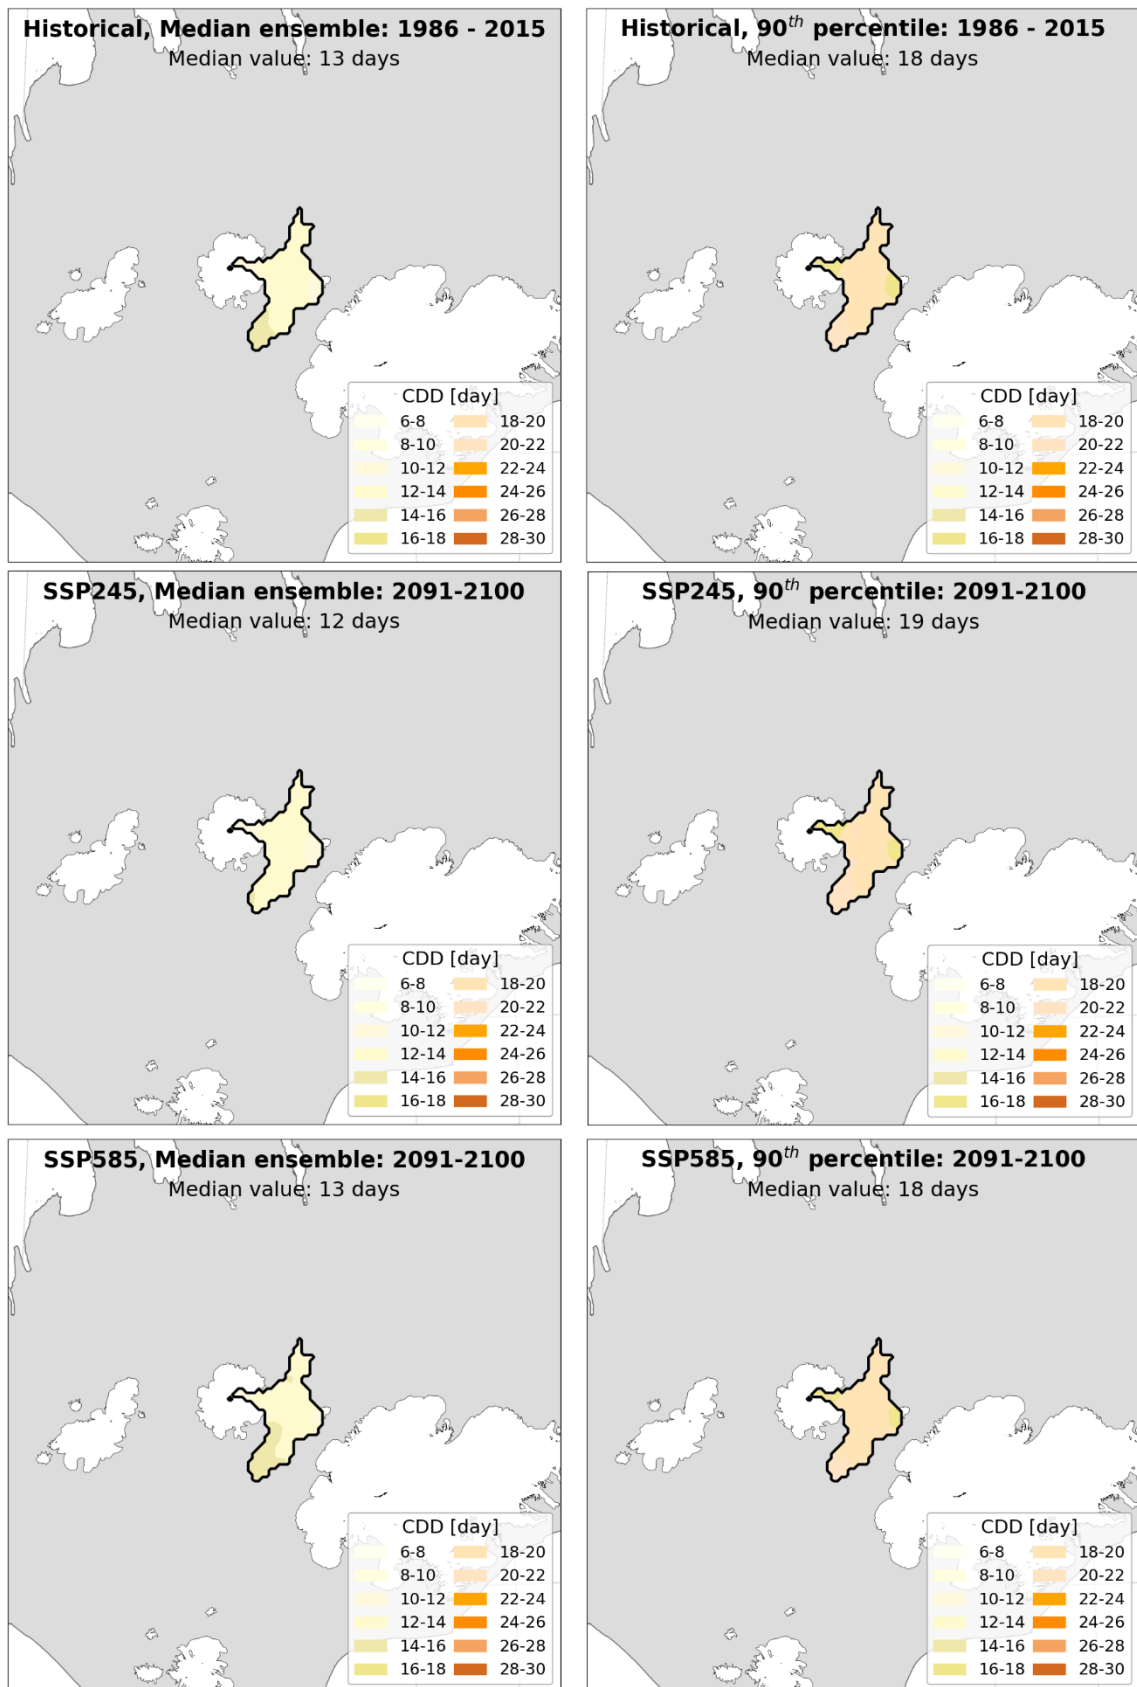 Historical, Median ensemble: 1986 - 2015
Median value: 13 days
CDD [day]
6-8 18-20
8-10 20-22
10-12 22-24
12-14 24-26
14-16 26-28
16-18 28-30
Historical, 90th percentile: 1986 - 2015
Median value: 18 days
CDD [day]
6-8 18-20
8-10 20-22
10-12 22-24
12-14 24-26
14-16 26-28
16-18 28-30
SSP245, Median ensemble: 2091-2100
Median value: 12 days
CDD [day]
6-8 18-20
8-10 20-22
10-12 22-24
12-14 24-26
14-16 26-28
16-18 28-30
SSP245, 90th percentile: 2091-2100
Median value: 19 days
CDD [day]
6-8 18-20
8-10 20-22
10-12 22-24
12-14 24-26
14-16 26-28
16-18 28-30
SSP585, Median ensemble: 2091-2100
Median value: 13 days
CDD [day]
6-8 18-20
8-10 20-22
10-12 22-24
12-14 24-26
14-16 26-28
16-18 28-30
SSP585, 90th percentile: 2091-2100
Median value: 18 days
CDD [day]
6-8 18-20
8-10 20-22
10-12 22-24
12-14 24-26
14-16 26-28
16-18 28-30